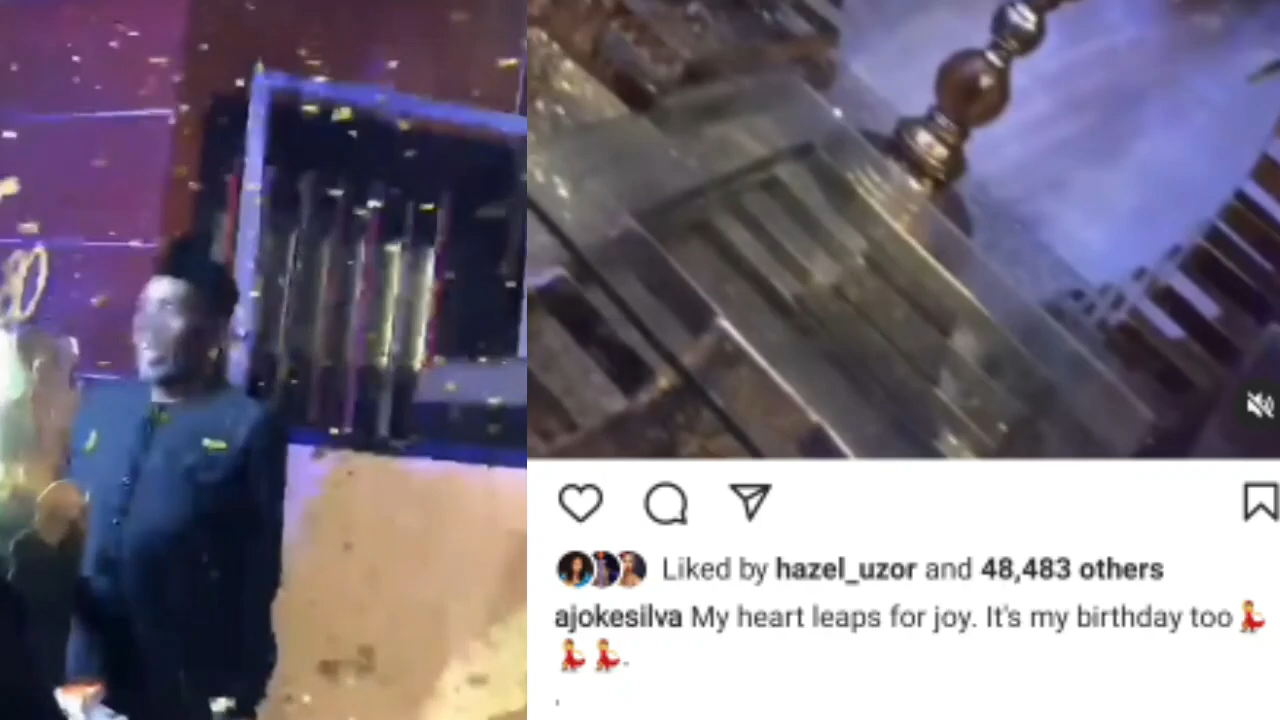 Liked by hazel_uzor and 48,483 others
ajokesilva My heart leaps for joy. It's my birthday too💃
💃💃.
.